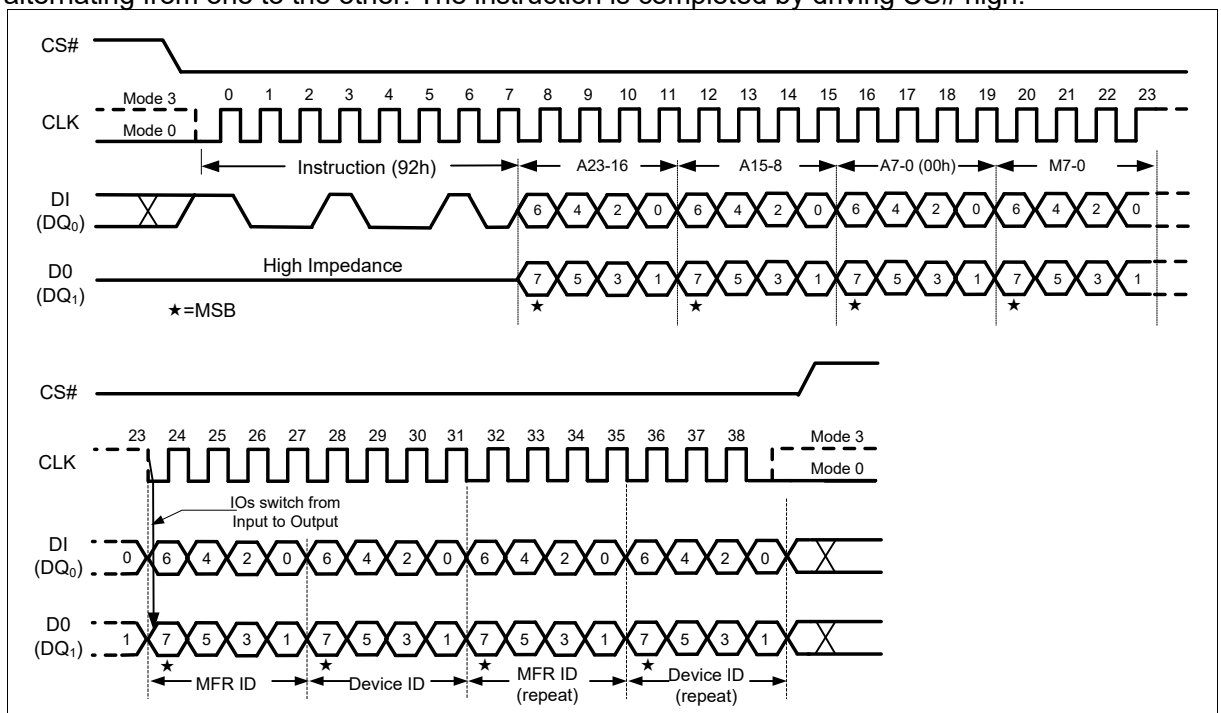 alternating from one to the other. The instruction is completed by driving CS# high.
CS#
Mode 3
0 1 2 3 4 5 6 7 8 9 10 11 12 13 14 15 16 17 18 19 20 21 22 23
CLK
Mode 0
Instruction (92h) A23-16 A15-8 A7-0 (00h) M7-0
DI
(DQ0)
6 4 2 0 6 4 2 0 6 4 2 0 6 4 2 0
High Impedance
D0
(DQ1)
7 5 3 1 7 5 3 1 7 5 3 1 7 5 3 1
★ ★ ★ ★
★=MSB
CS#
23 24 25 26 27 28 29 30 31 32 33 34 35 36 37 38
Mode 3
CLK
Mode 0
IOs switch from
Input to Output
DI
(DQ0)
0 6 4 2 0 6 4 2 0 6 4 2 0 6 4 2 0
D0
(DQ1)
1 7 5 3 1 7 5 3 1 7 5 3 1 7 5 3 1
★ ★ ★ ★
MFR ID Device ID MFR ID
(repeat)
Device ID
(repeat)